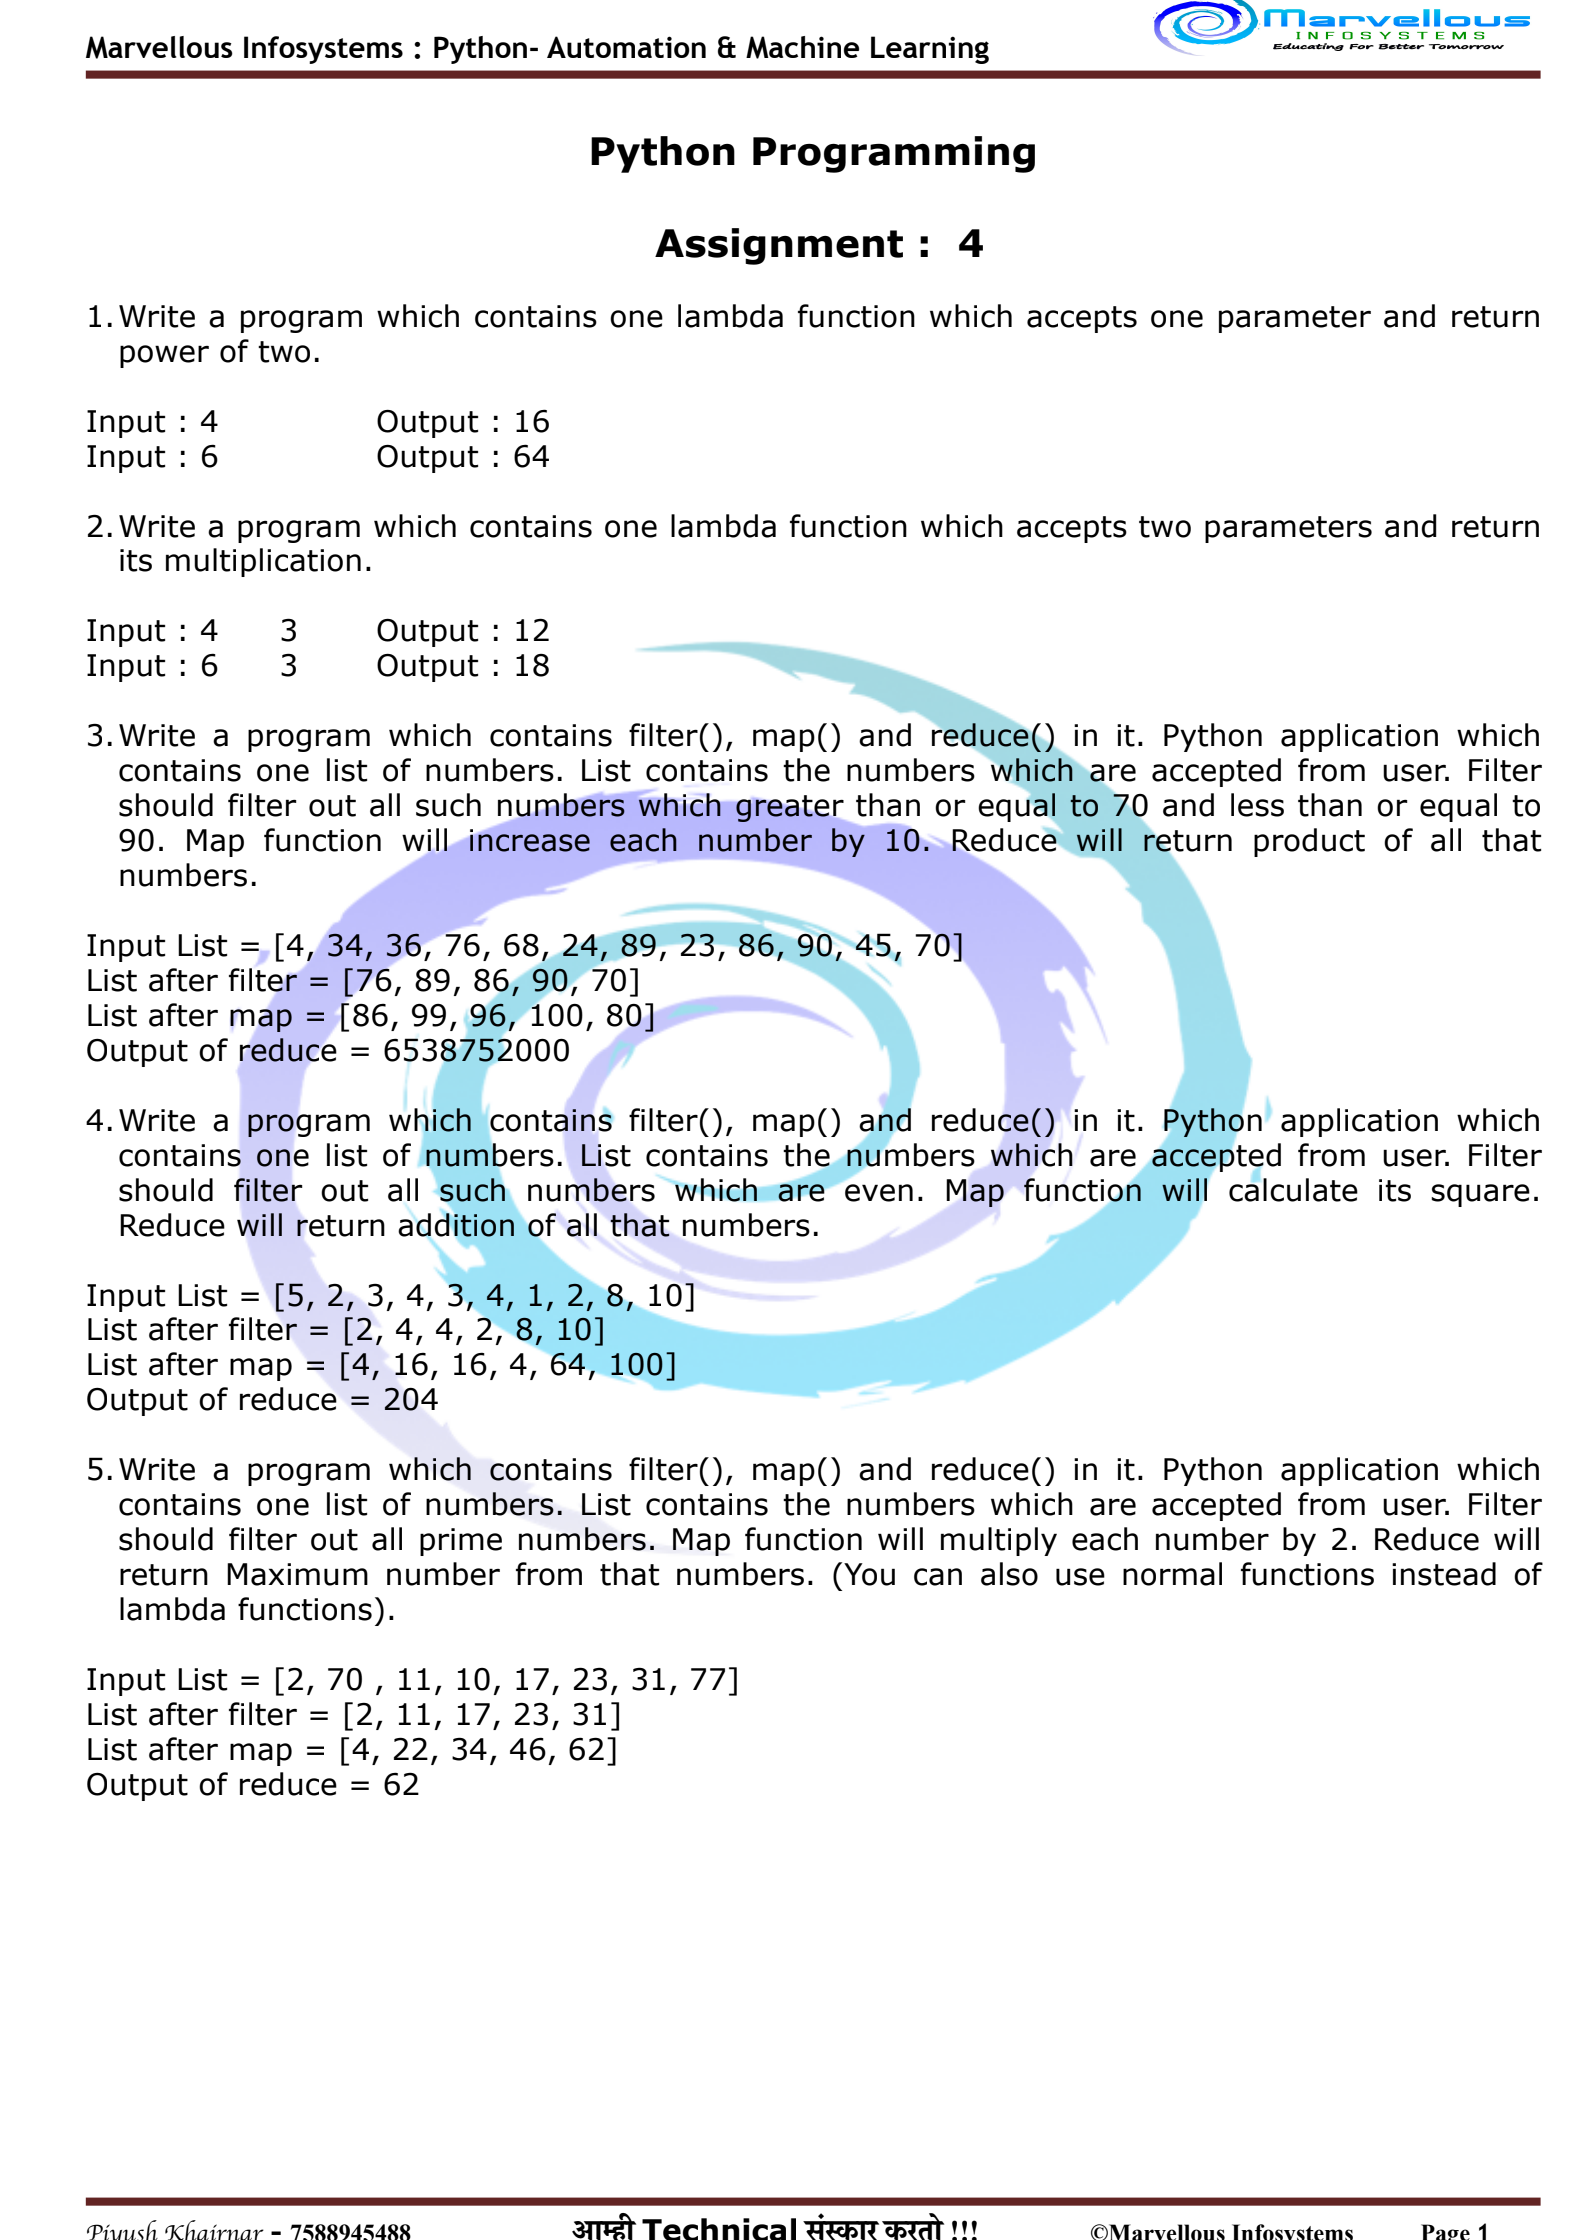 Marvellous Infosystems : Python- Automation & Machine Learning
Marvellous
INFOSYSTEMS
Educating For Better Tomorrow
Python Programming
Assignment : 4
1. Write a program which contains one lambda function which accepts one parameter and return
power of two.
Input : 4 Output : 16
Input : 6 Output : 64
2. Write a program which contains one lambda function which accepts two parameters and return
its multiplication.
Input : 4 3 Output : 12
Input : 6 3 Output : 18
3. Write a program which contains filter(), map() and reduce() in it. Python application which
contains one list of numbers. List contains the numbers which are accepted from user. Filter
should filter out all such numbers which greater than or equal to 70 and less than or equal to
90. Map function will increase each number by 10. Reduce will return product of all that
numbers.
Input List = [4, 34, 36, 76, 68, 24, 89, 23, 86, 90, 45, 70]
List after filter = [76, 89, 86, 90, 70]
List after map = [86, 99, 96, 100, 80]
Output of reduce = 6538752000
4. Write a program which contains filter(), map() and reduce() in it. Python application which
contains one list of numbers. List contains the numbers which are accepted from user. Filter
should filter out all such numbers which are even. Map function will calculate its square.
Reduce will return addition of all that numbers.
Input List = [5, 2, 3, 4, 3, 4, 1, 2, 8, 10]
List after filter = [2, 4, 4, 2, 8, 10]
List after map = [4, 16, 16, 4, 64, 100]
Output of reduce = 204
5. Write a program which contains filter(), map() and reduce() in it. Python application which
contains one list of numbers. List contains the numbers which are accepted from user. Filter
should filter out all prime numbers. Map function will multiply each number by 2. Reduce will
return Maximum number from that numbers. (You can also use normal functions instead of
lambda functions).
Input List = [2, 70 , 11, 10, 17, 23, 31, 77]
List after filter = [2, 11, 17, 23, 31]
List after map = [4, 22, 34, 46, 62]
Output of reduce = 62
Piyush Khairnar - 7588945488 आम्ही Technical संस्कार करतो !!! ©Marvellous Infosystems Page 1